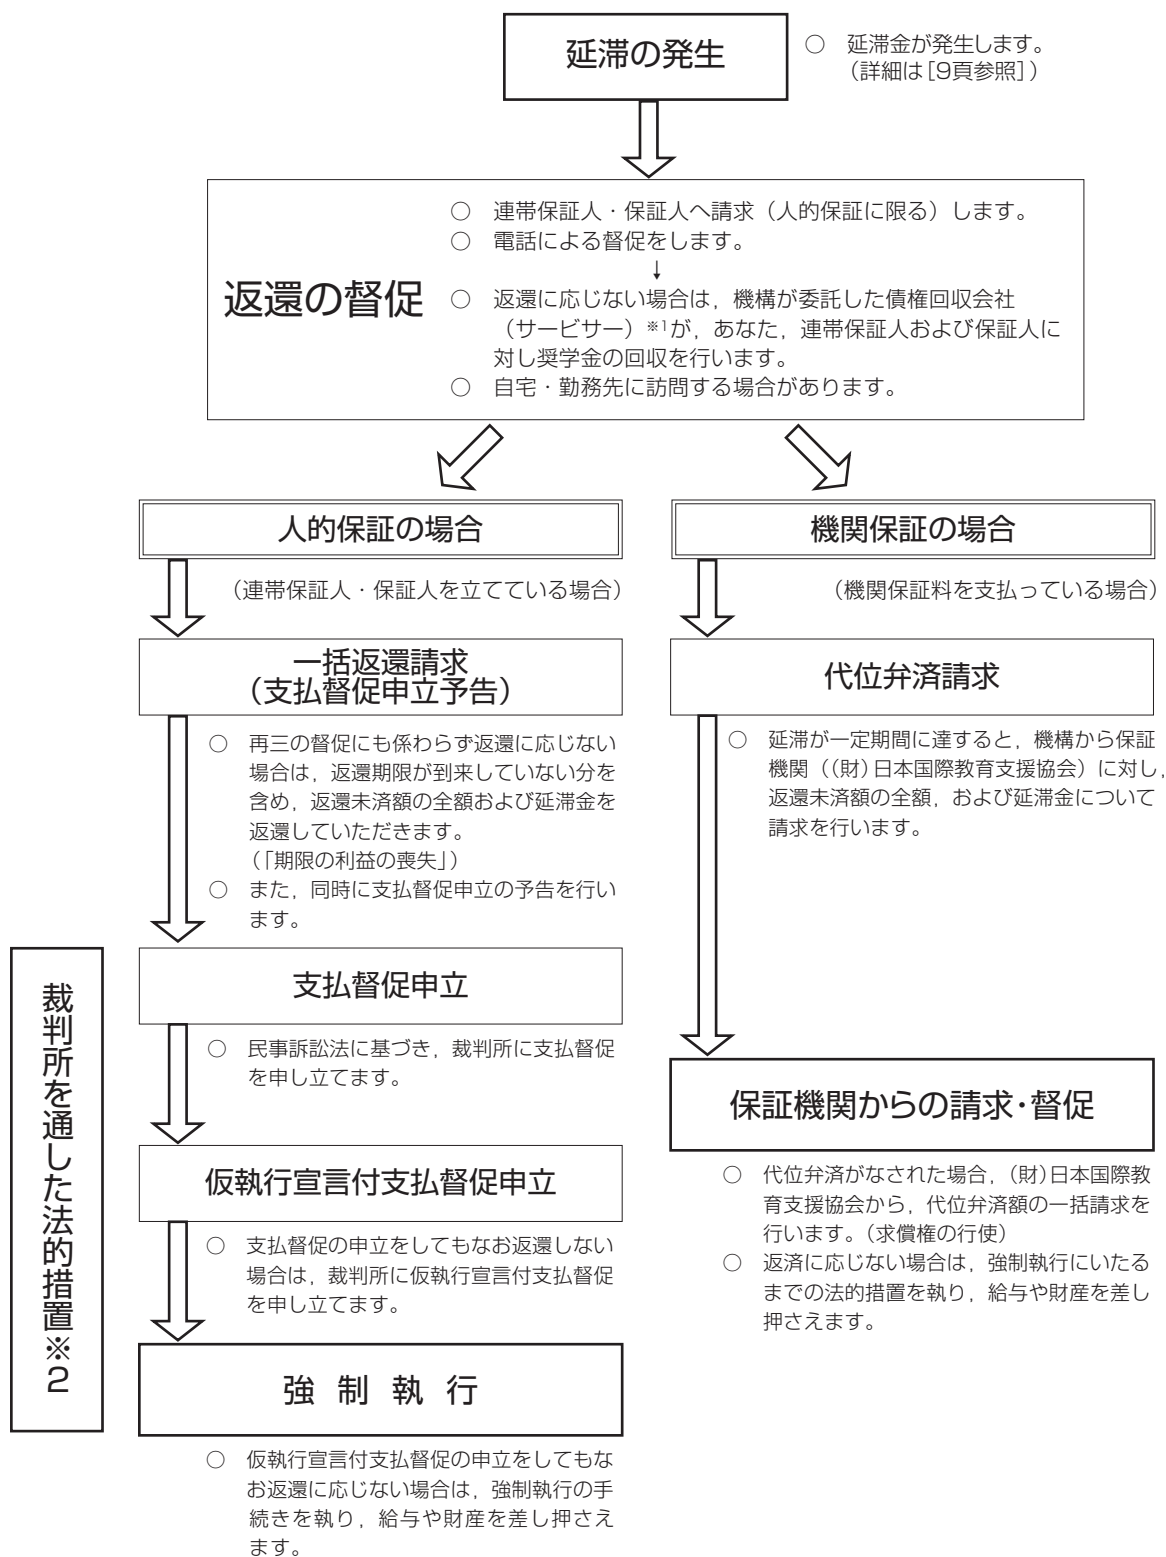 延滞の発生
○ 延滞金が発生します。
（詳細は［9頁参照］）
返還の督促
○ 連帯保証人・保証人へ請求（人的保証に限る）します。
○ 電話による督促をします。
↓
○ 返還に応じない場合は，機構が委託した債権回収会社
（サービサー）※1が，あなた，連帯保証人および保証人に
対し奨学金の回収を行います。
○ 自宅・勤務先に訪問する場合があります。
人的保証の場合
（連帯保証人・保証人を立てている場合）
一括返還請求
（支払督促申立予告）
○ 再三の督促にも係わらず返還に応じない
場合は，返還期限が到来していない分を
含め，返還未済額の全額および延滞金を
返還していただきます。
（「期限の利益の喪失」）
○ また，同時に支払督促申立の予告を行い
ます。
裁判所を通した法的措置※2
支払督促申立
○ 民事訴訟法に基づき，裁判所に支払督促
を申し立てます。
仮執行宣言付支払督促申立
○ 支払督促の申立をしてもなお返還しない
場合は，裁判所に仮執行宣言付支払督促
を申し立てます。
強制執行
○ 仮執行宣言付支払督促の申立をしてもな
お返還に応じない場合は，強制執行の手
続きを執り，給与や財産を差し押さえ
ます。
機関保証の場合
（機関保証料を支払っている場合）
代位弁済請求
○ 延滞が一定期間に達すると，機構から保証
機関（（財）日本国際教育支援協会）に対し，
返還未済額の全額，および延滞金について
請求を行います。
保証機関からの請求・督促
○ 代位弁済がなされた場合，（財）日本国際教
育支援協会から，代位弁済額の一括請求を
行います。（求償権の行使）
○ 返済に応じない場合は，強制執行にいたる
までの法的措置を執り，給与や財産を差し
押さえます。